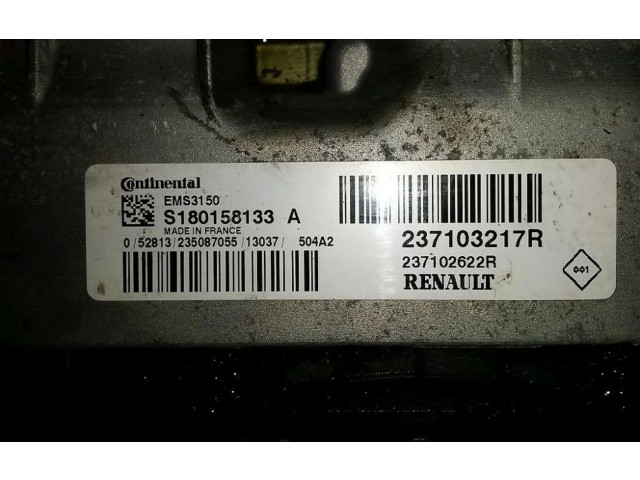 Continental
EMS3150
S180158133 A
MADE IN FRANCE
0/52813/235087055/13037/ 504A2
237103217R
237102622R
RENAULT
001